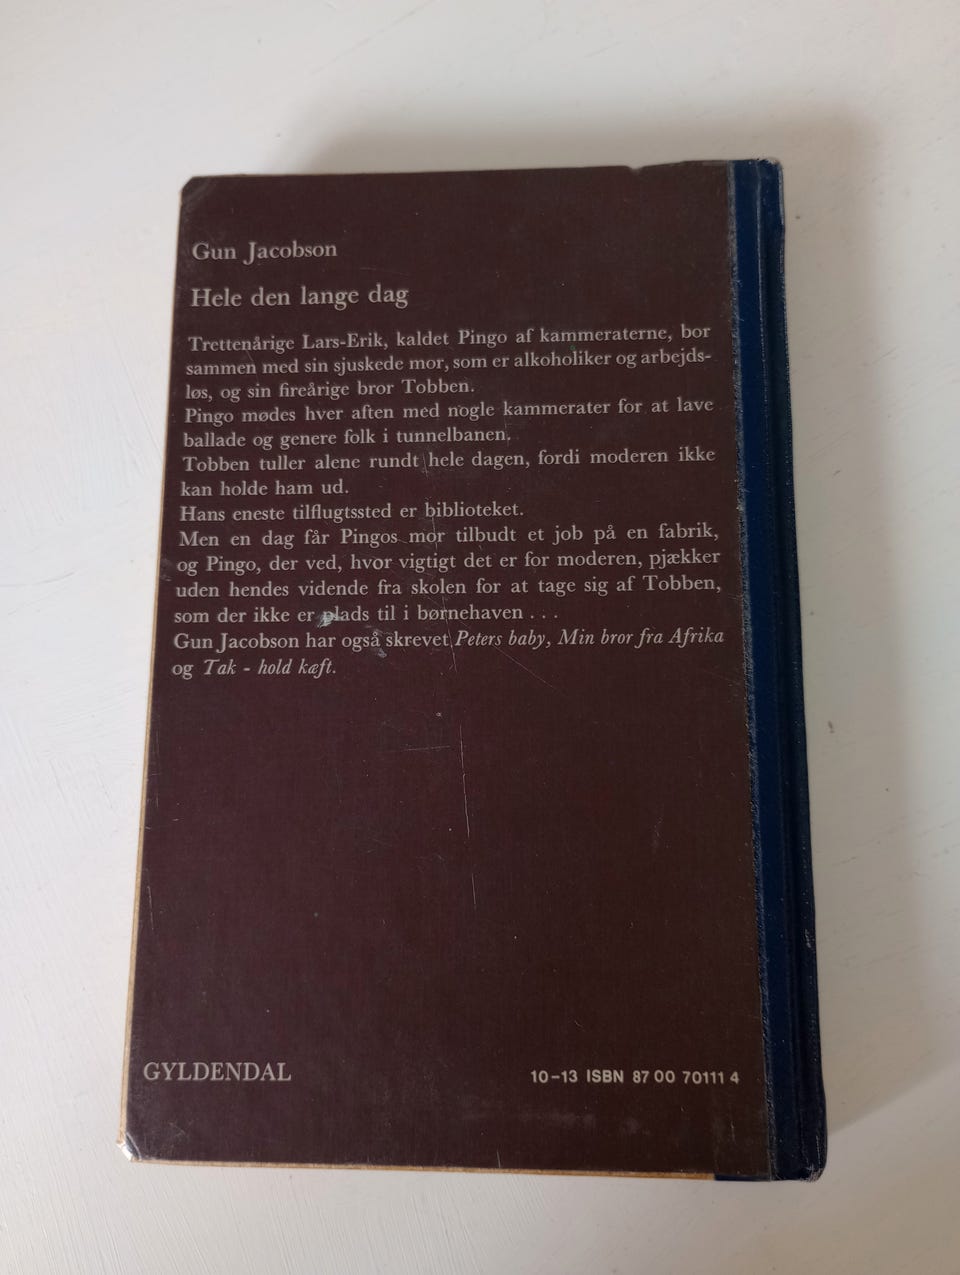 Gun Jacobson
Hele den lange dag
Trettenårige Lars-Erik, kaldet Pingo af kammeraterne, bor
sammen med sin sjuskede mor, som er alkoholiker og arbejds-
løs, og sin fireårige bror Tobben.
Pingo mødes hver aften med nogle kammerater for at lave
ballade og genere folk i tunnelbanen.
Tobben tuller alene rundt hele dagen, fordi moderen ikke
kan holde ham ud.
Hans eneste tilflugtssted er biblioteket.
Men en dag får Pingos mor tilbudt et job på en fabrik,
og Pingo, der ved, hvor vigtigt det er for moderen, pjækker
uden hendes vidende fra skolen for at tage sig af Tobben,
som der ikke er plads til i børnehaven . . .
Gun Jacobson har også skrevet Peters baby, Min bror fra Afrika
og Tak - hold kæft.
GYLDENDAL
10-13 ISBN 87 00 70111 4